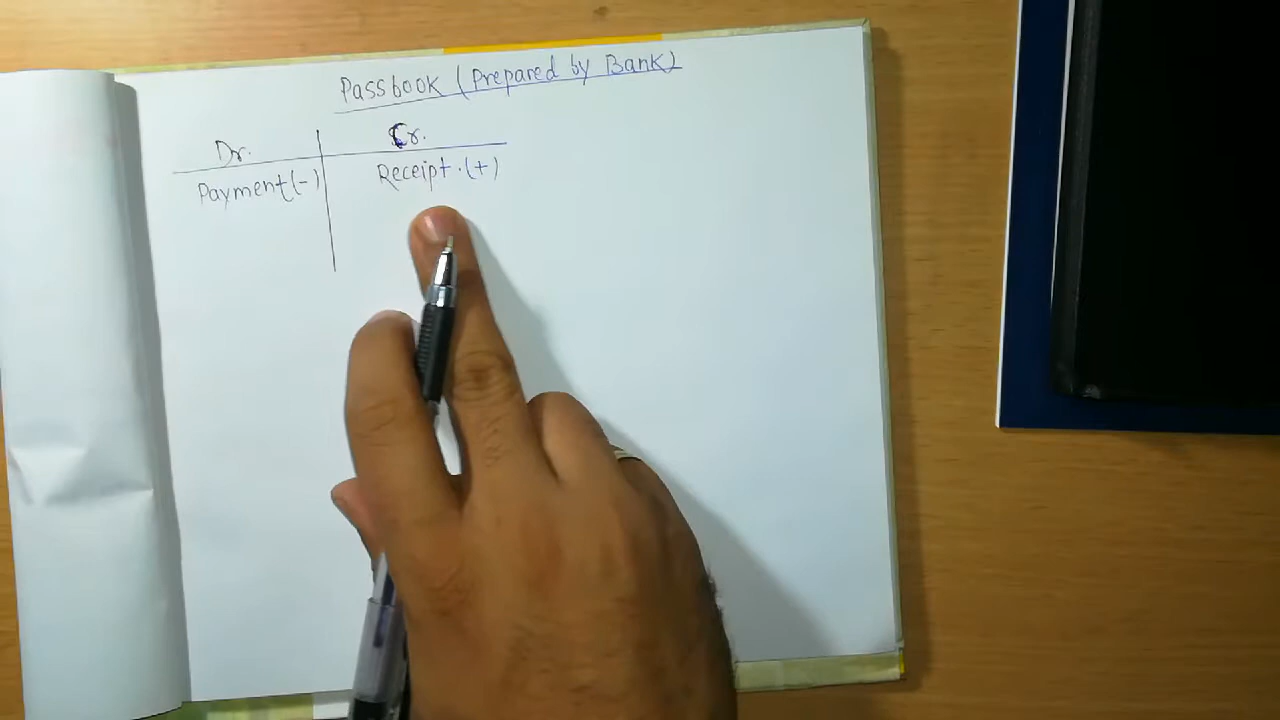 Passbook (Prepared by Bank)
Dr. Cr.
Payment(-) Receipt.(+)